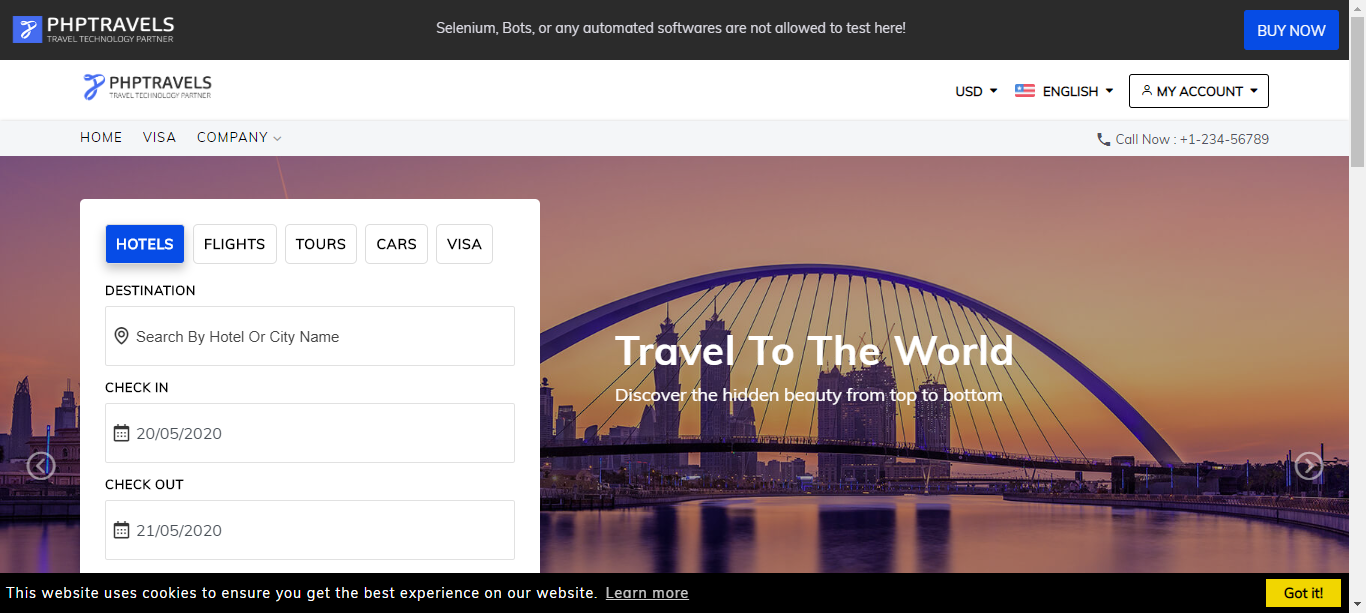 PHPTRAVELS
TRAVEL TECHNOLOGY PARTNER
Selenium, Bots, or any automated softwares are not allowed to test here!
BUY NOW
PHPTRAVELS
TRAVEL TECHNOLOGY PARTNER
USD
ENGLISH
MY ACCOUNT
HOME VISA COMPANY
Call Now : +1-234-56789
HOTELS FLIGHTS TOURS CARS VISA
DESTINATION
Search By Hotel Or City Name
CHECK IN
20/05/2020
CHECK OUT
21/05/2020
Travel To The World
Discover the hidden beauty from top to bottom
This website uses cookies to ensure you get the best experience on our website. Learn more
Got it!